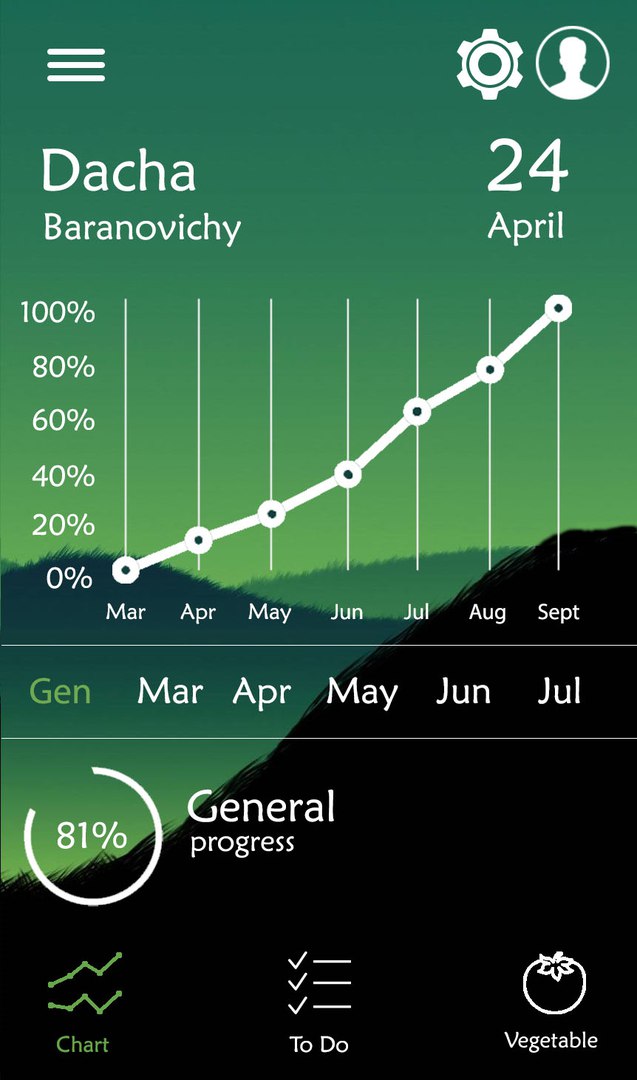 Dacha
24
Baranovichy
April
100%
80%
60%
40%
20%
0%
Mar Apr May Jun Jul Aug Sept
Gen Mar Apr May Jun Jul
81%
General
progress
Chart
To Do
Vegetable